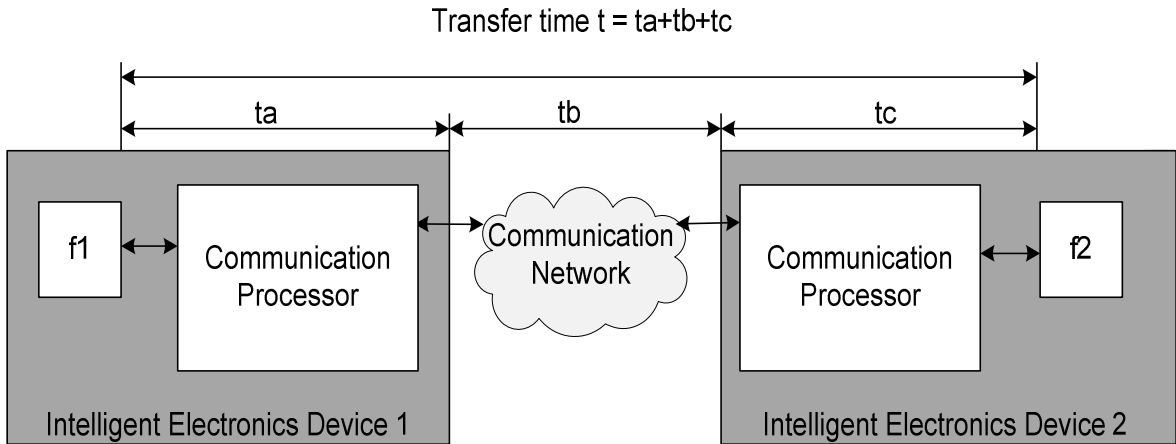 Transfer time t = ta+tb+tc
ta
tb
tc
f1
Communication
Processor
Communication
Network
Communication
Processor
f2
Intelligent Electronics Device 1
Intelligent Electronics Device 2